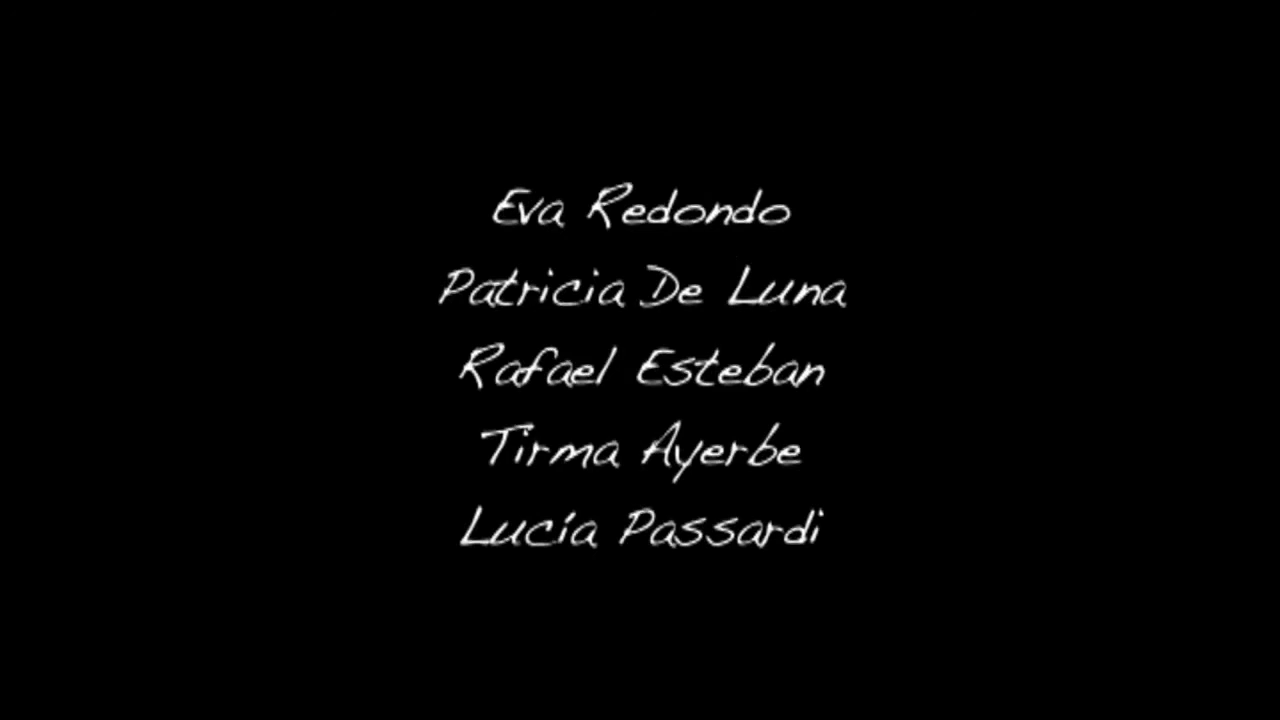 Eva Redondo
Patricia De Luna
Rafael Esteban
Tirma Ayerbe
Lucía Passardi